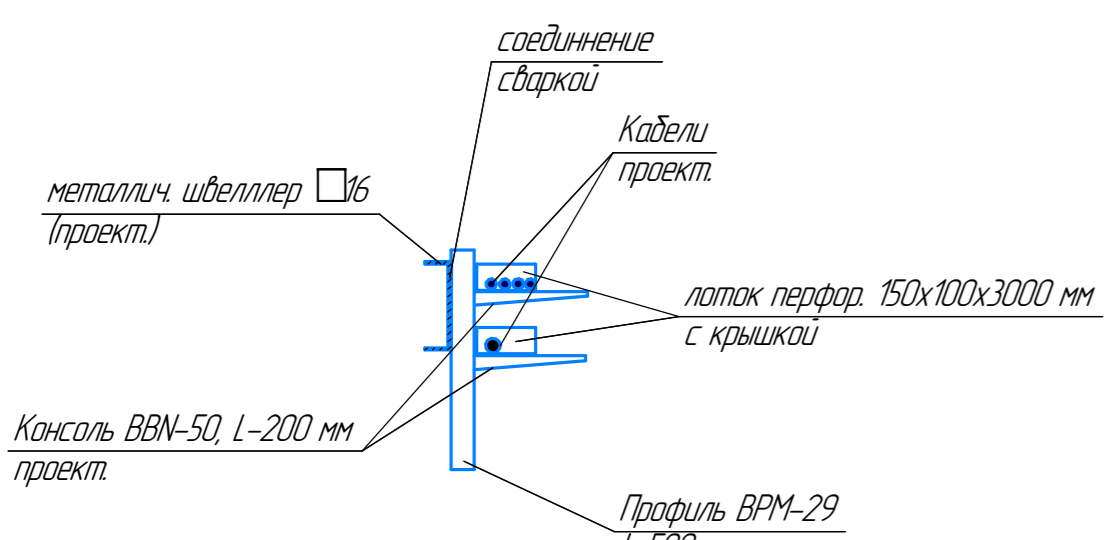 соединнение
сваркой
Кабели
проект.
металлич. швелллер 16
(проект.)
лоток перфор. 150х100х3000 мм
с крышкой
Консоль BBN-50, L-200 мм
проект.
Профиль BPM-29